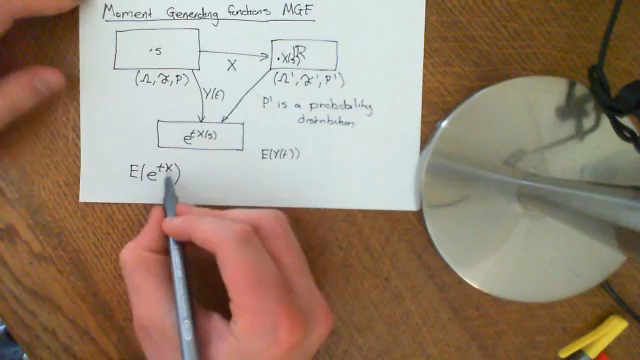 Moment Generating functions MGF
·s
X
·X(s) ℝ
(Ω, ℱ, P)
Y(t)
(Ω', ℱ', P')
P' is a probability
distribution
e^{tX(s)}
E(Y(t))
E(e^{tX})